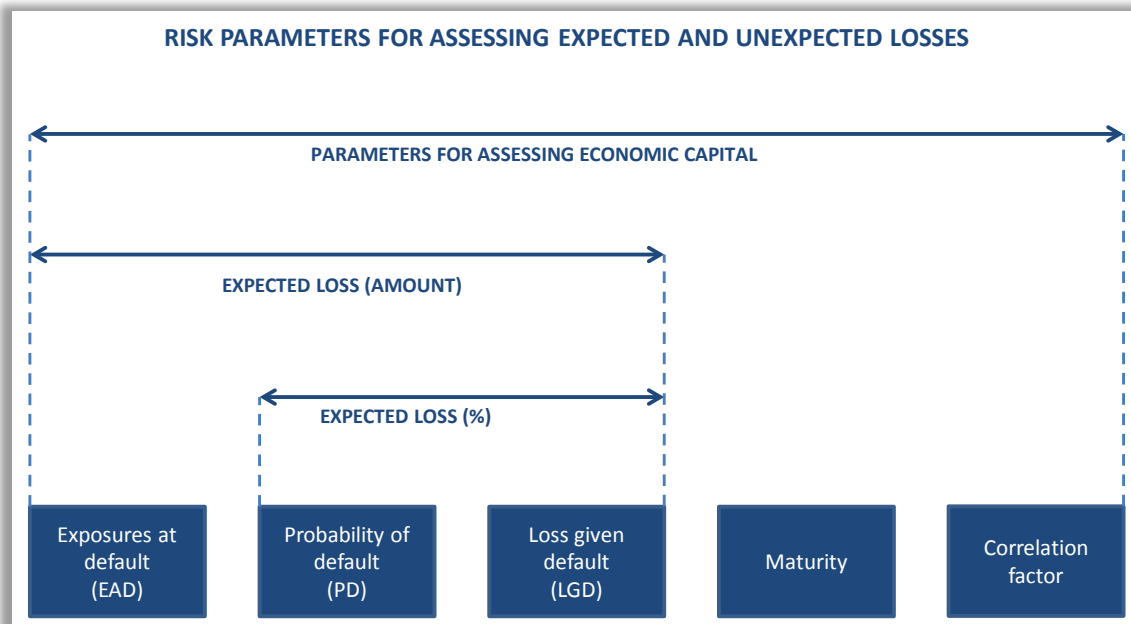 RISK PARAMETERS FOR ASSESSING EXPECTED AND UNEXPECTED LOSSES
PARAMETERS FOR ASSESSING ECONOMIC CAPITAL
EXPECTED LOSS (AMOUNT)
EXPECTED LOSS (%)
Exposures at
default
(EAD)
Probability of
default
(PD)
Loss given
default
(LGD)
Maturity
Correlation
factor